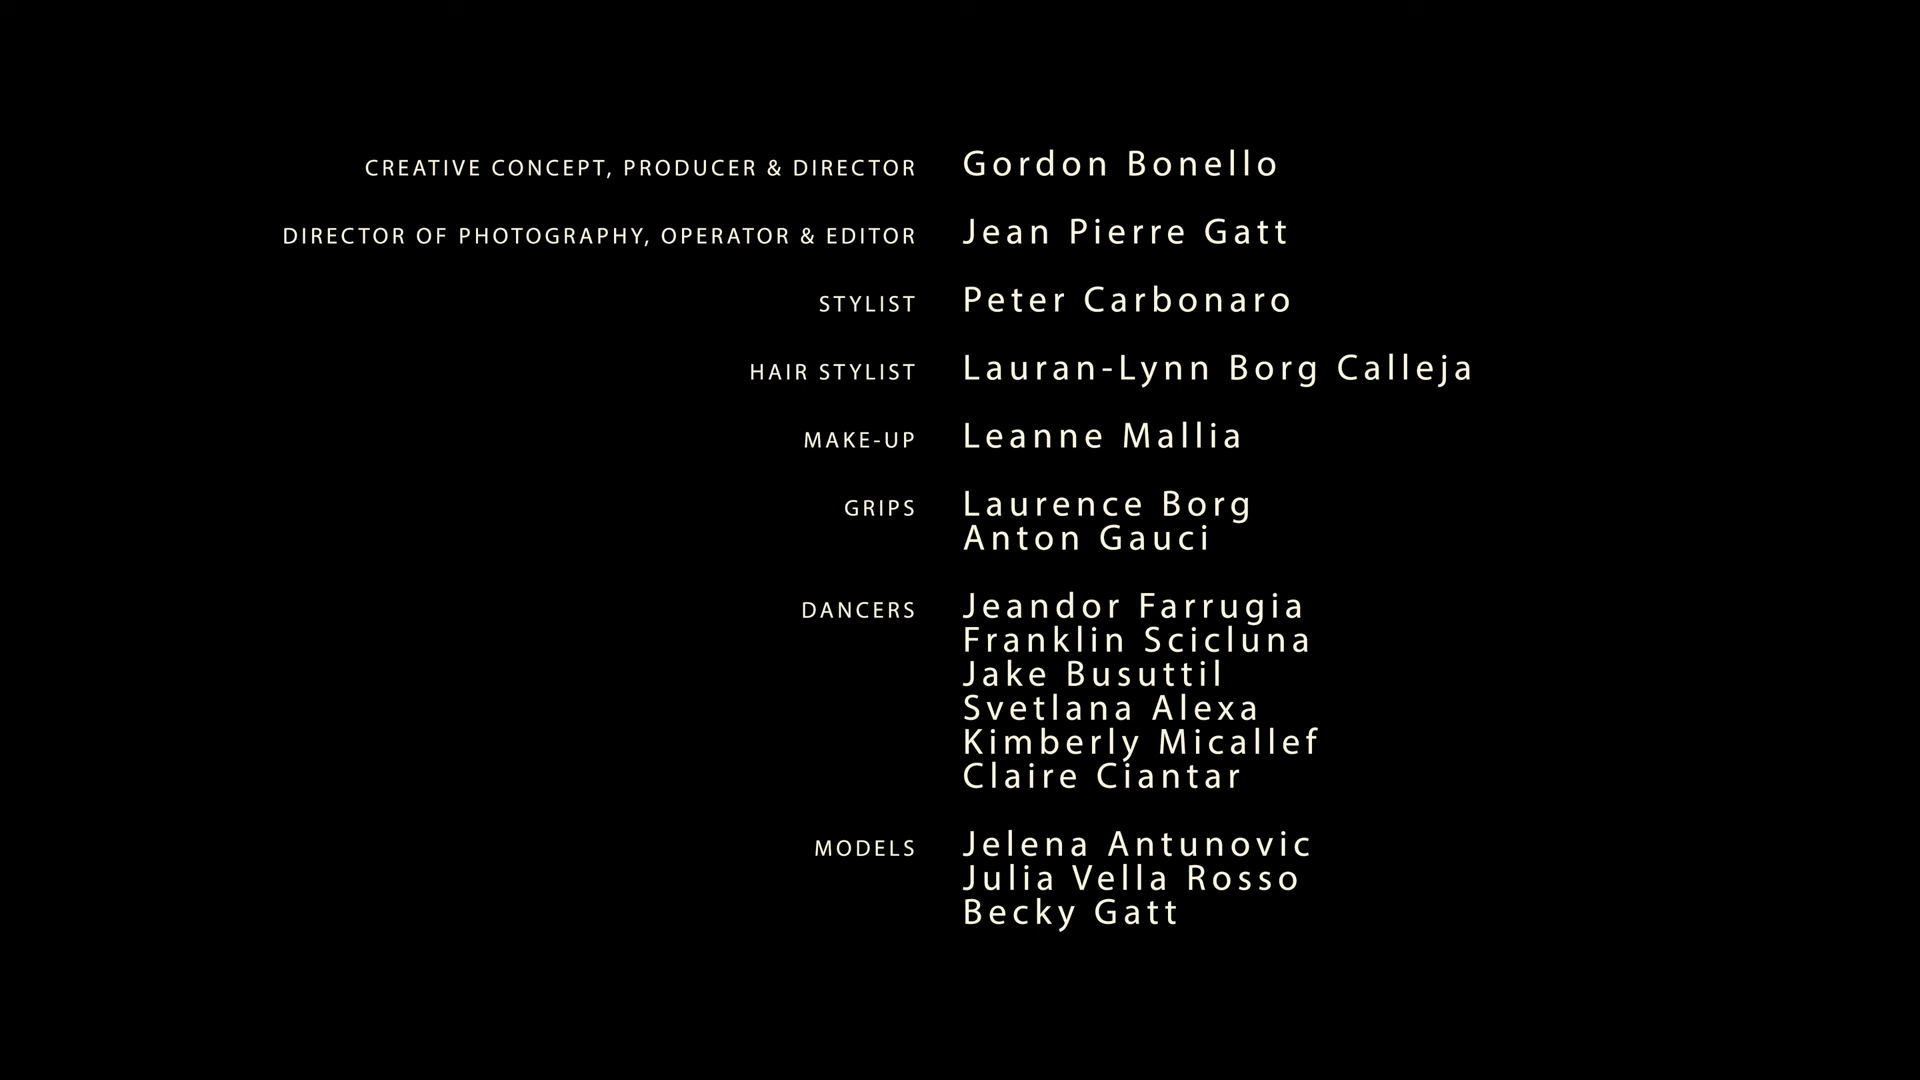 CREATIVE CONCEPT, PRODUCER & DIRECTOR Gordon Bonello
DIRECTOR OF PHOTOGRAPHY, OPERATOR & EDITOR Jean Pierre Gatt
STYLIST Peter Carbonaro
HAIR STYLIST Lauran-Lynn Borg Calleja
MAKE-UP Leanne Mallia
GRIPS Laurence Borg
Anton Gauci
DANCERS Jeandor Farrugia
Franklin Scicluna
Jake Busuttil
Svetlana Alexa
Kimberly Micallef
Claire Ciantar
MODELS Jelena Antunovic
Julia Vella Rosso
Becky Gatt